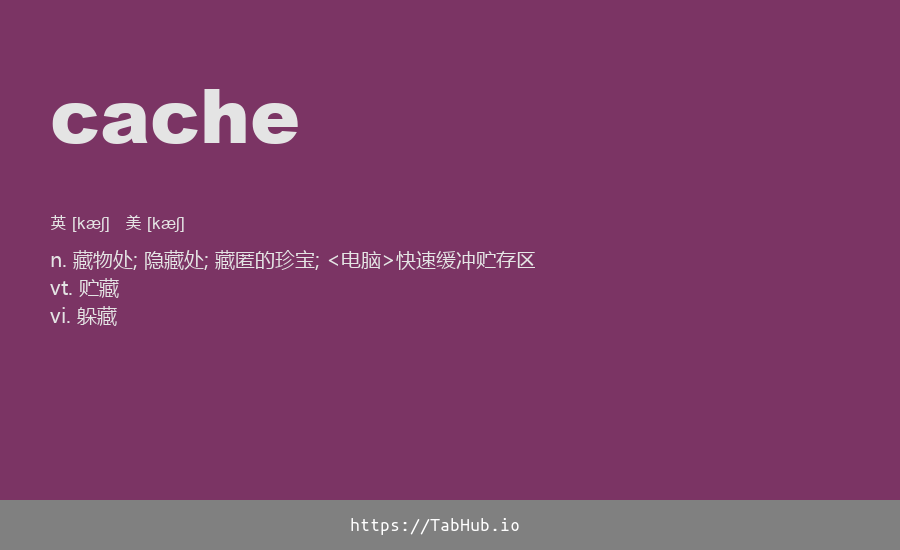 cache
英 [kæʃ] 美 [kæʃ]
n. 藏物处; 隐藏处; 藏匿的珍宝; <电脑>快速缓冲贮存区
vt. 贮藏
vi. 躲藏
https://TabHub.io